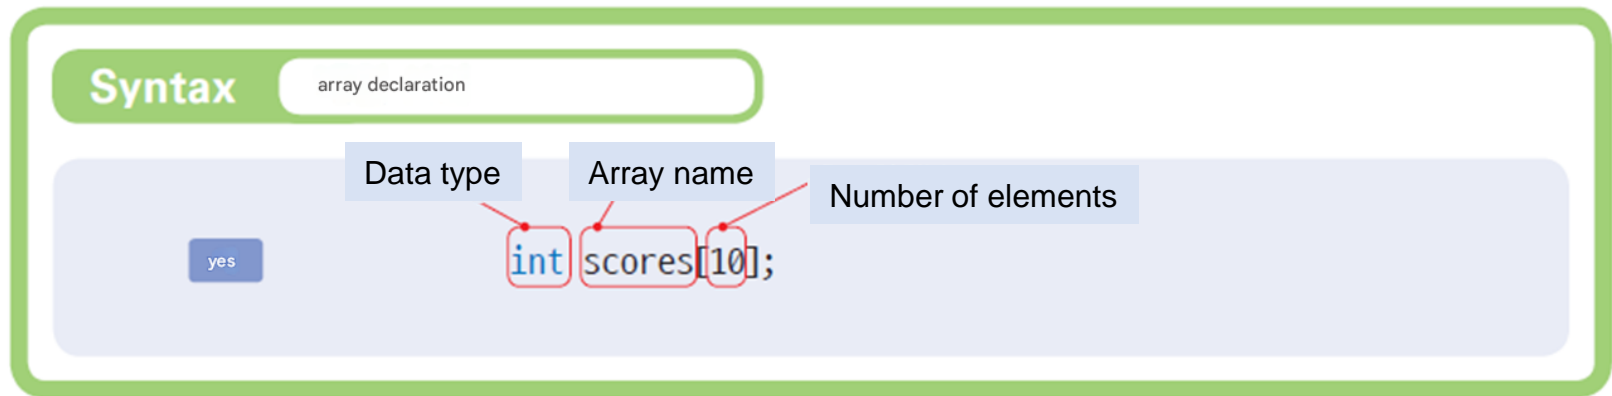 Syntax
array declaration
Data type
Array name
Number of elements
yes
int scores[10];